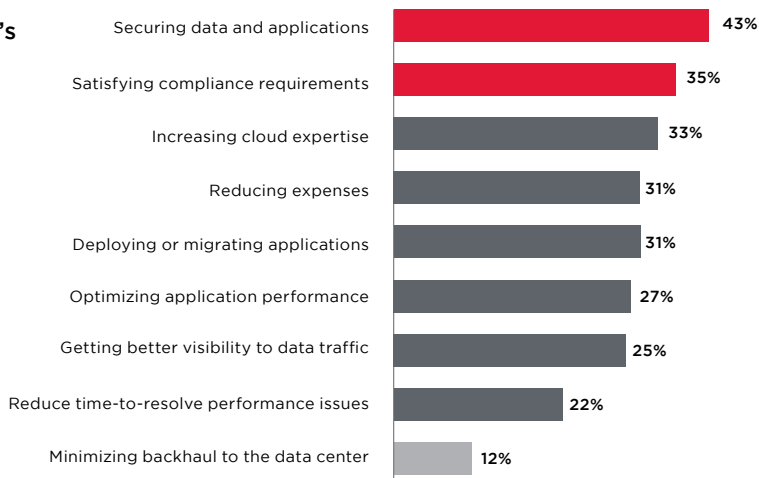 's
Securing data and applications 43%
Satisfying compliance requirements 35%
Increasing cloud expertise 33%
Reducing expenses 31%
Deploying or migrating applications 31%
Optimizing application performance 27%
Getting better visibility to data traffic 25%
Reduce time-to-resolve performance issues 22%
Minimizing backhaul to the data center 12%